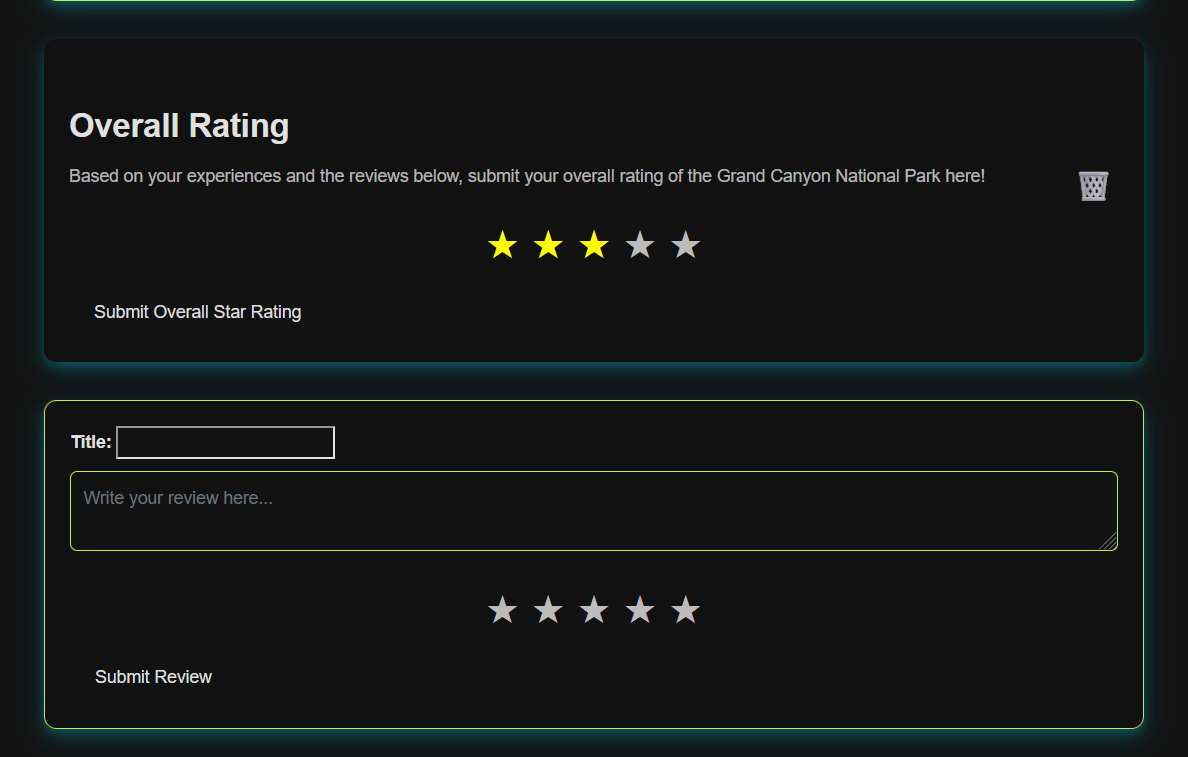 Overall Rating
Based on your experiences and the reviews below, submit your overall rating of the Grand Canyon National Park here!
Submit Overall Star Rating
Title:
Write your review here...
Submit Review